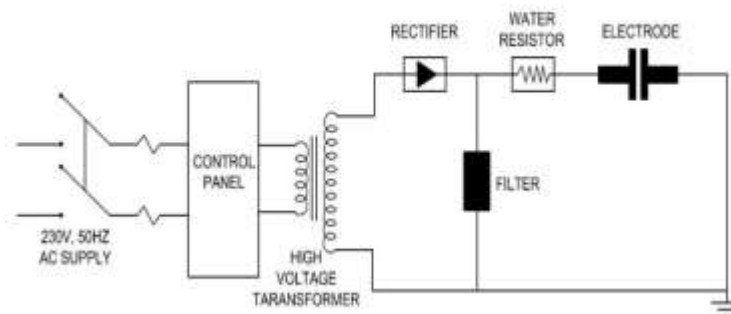 RECTIFIER
WATER
RESISTOR
ELECTRODE
CONTROL
PANEL
FILTER
230V, 50HZ
AC SUPPLY
HIGH
VOLTAGE
TARANSFORMER